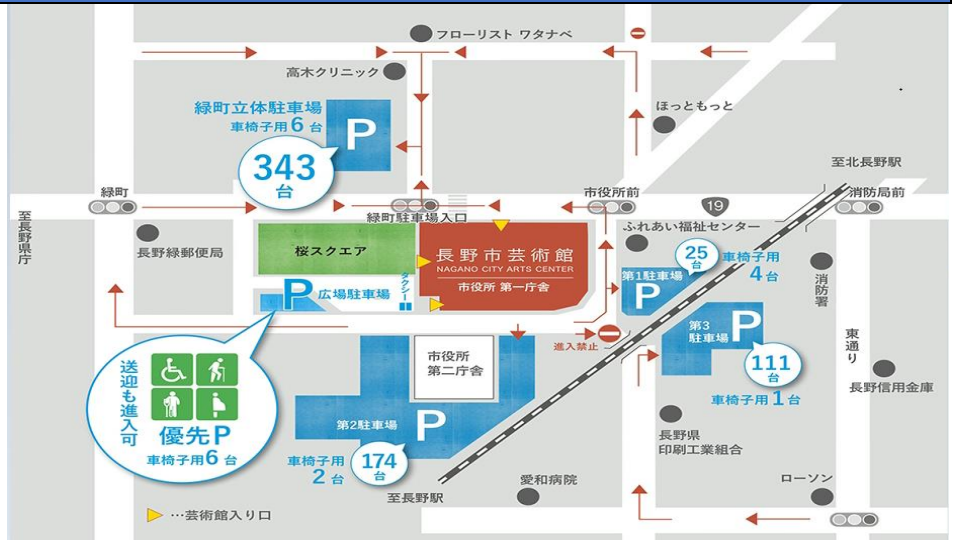 フローリスト ワタナベ
高木クリニック
緑町立体駐車場
車椅子用6 台
P
343
台
ほっともっと
至北長野駅
緑町
市役所前
19
消防局前
緑町駐車場入口
至長野県庁
長野緑郵便局
桜スクエア
長野市芸術館
NAGANO CITY ARTS CENTER
市役所 第一庁舎
ふれあい福祉センター
25
台
車椅子用
4台
第1駐車場
P
P
広場駐車場
タクシー
消防署
第3
駐車場
P
進入禁止
111
台
車椅子用1台
東通り
長野信用金庫
市役所
第二庁舎
送迎も進入可
優先P
車椅子用6 台
第2駐車場
P
車椅子用
2 台
174
台
長野県
印刷工業組合
至長野駅
愛和病院
ローソン
…芸術館入り口